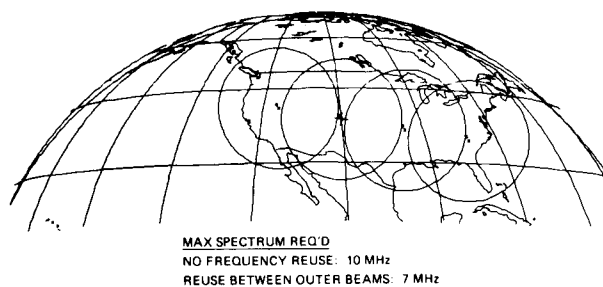 MAX SPECTRUM REQ'D
NO FREQUENCY REUSE: 10 MHz
REUSE BETWEEN OUTER BEAMS: 7 MHz